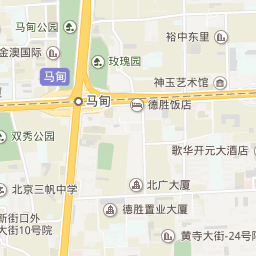 马甸公园
裕中东里
金澳国际
玫瑰园
马甸
神玉艺术馆
马甸
德胜饭店
双秀公园
歌华开元大酒店
北京三帆中学
北广大厦
新街口外
大街10号院
德胜置业大厦
黄寺大街-24号院